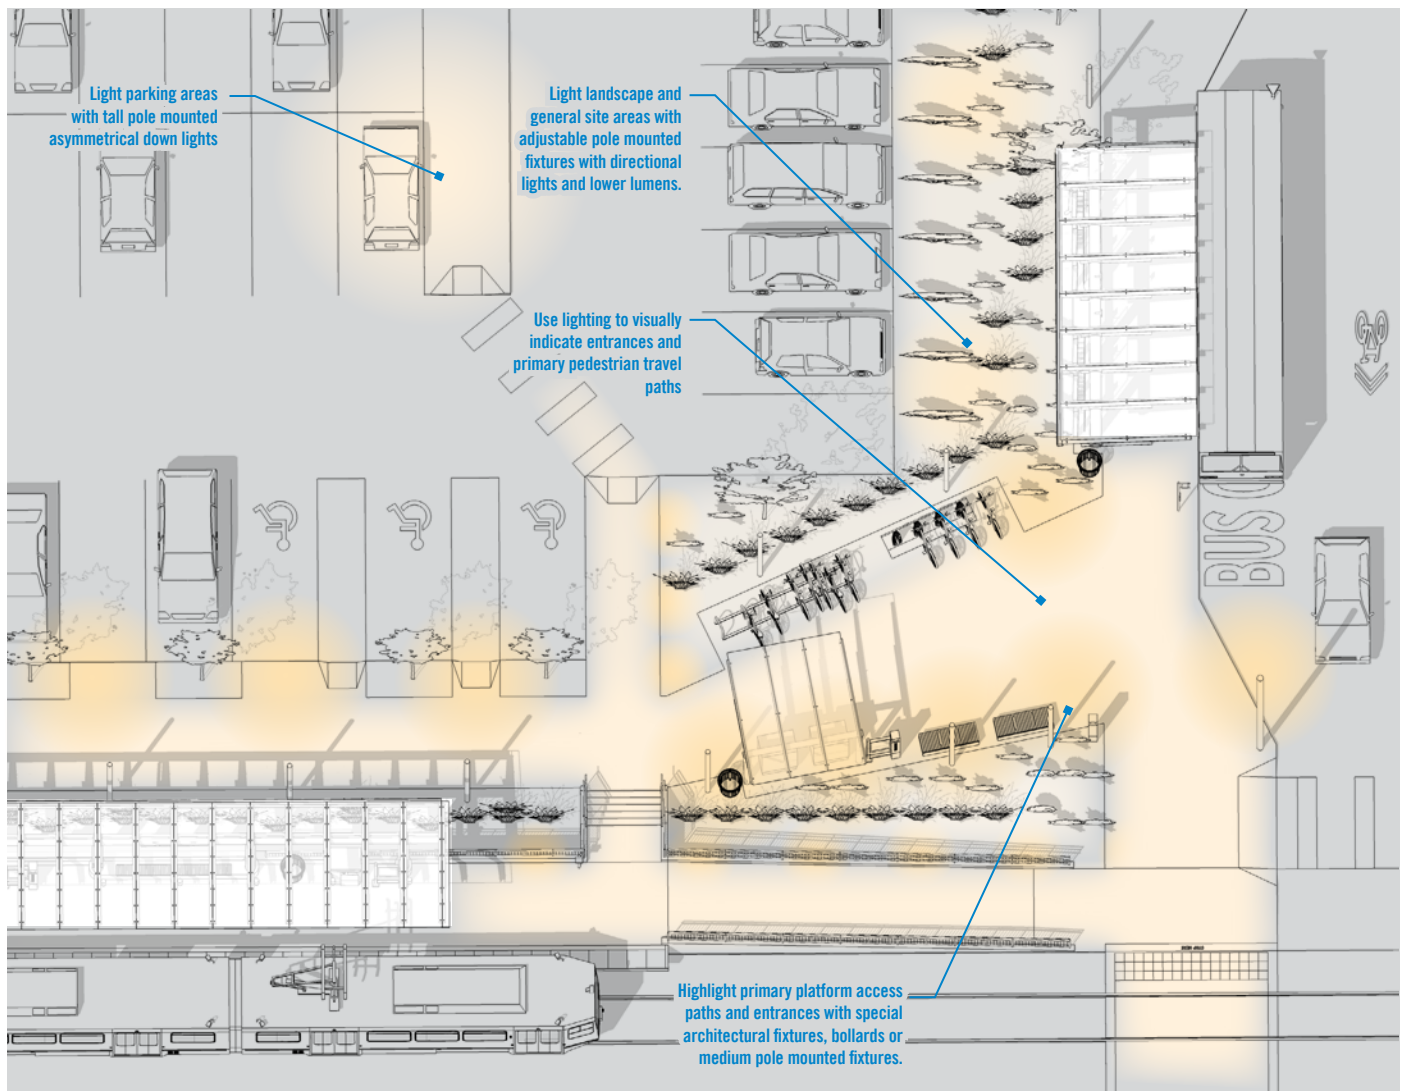 Light parking areas
with tall pole mounted
asymmetrical down lights
Light landscape and
general site areas with
adjustable pole mounted
fixtures with directional
lights and lower lumens.
Use lighting to visually
indicate entrances and
primary pedestrian travel
paths
BUS
Highlight primary platform access
paths and entrances with special
architectural fixtures, bollards or
medium pole mounted fixtures.